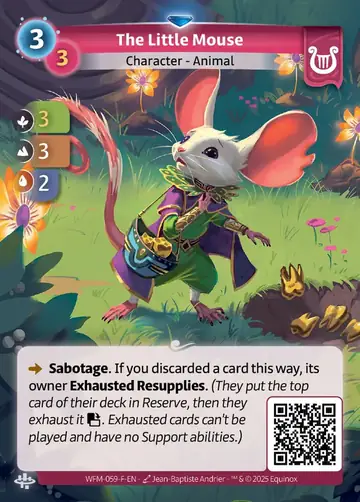 The Little Mouse
Character - Animal
3
3
3
3
2
Sabotage. If you discarded a card this way, its
owner Exhausted Resupplies. (They put the top
card of their deck in Reserve, then they
exhaust it. Exhausted cards can't be
played and have no Support abilities.)
WFM-059-F-EN - Jean-Baptiste Andrier - ™ & © 2025 Equinox